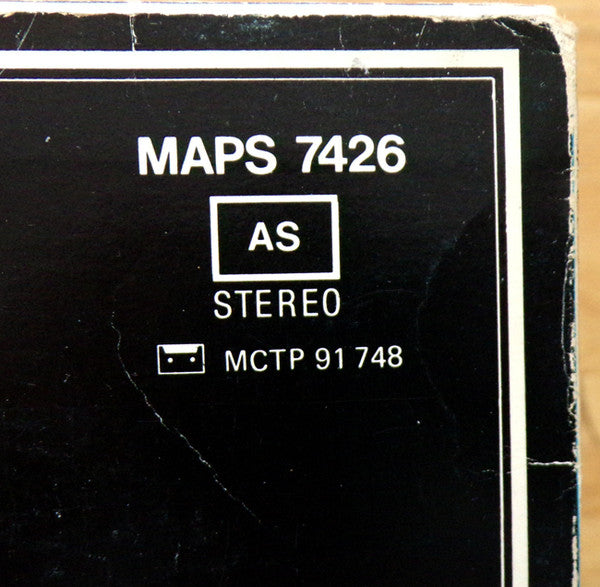 MAPS 7426
AS
STEREO
MCTP 91 748